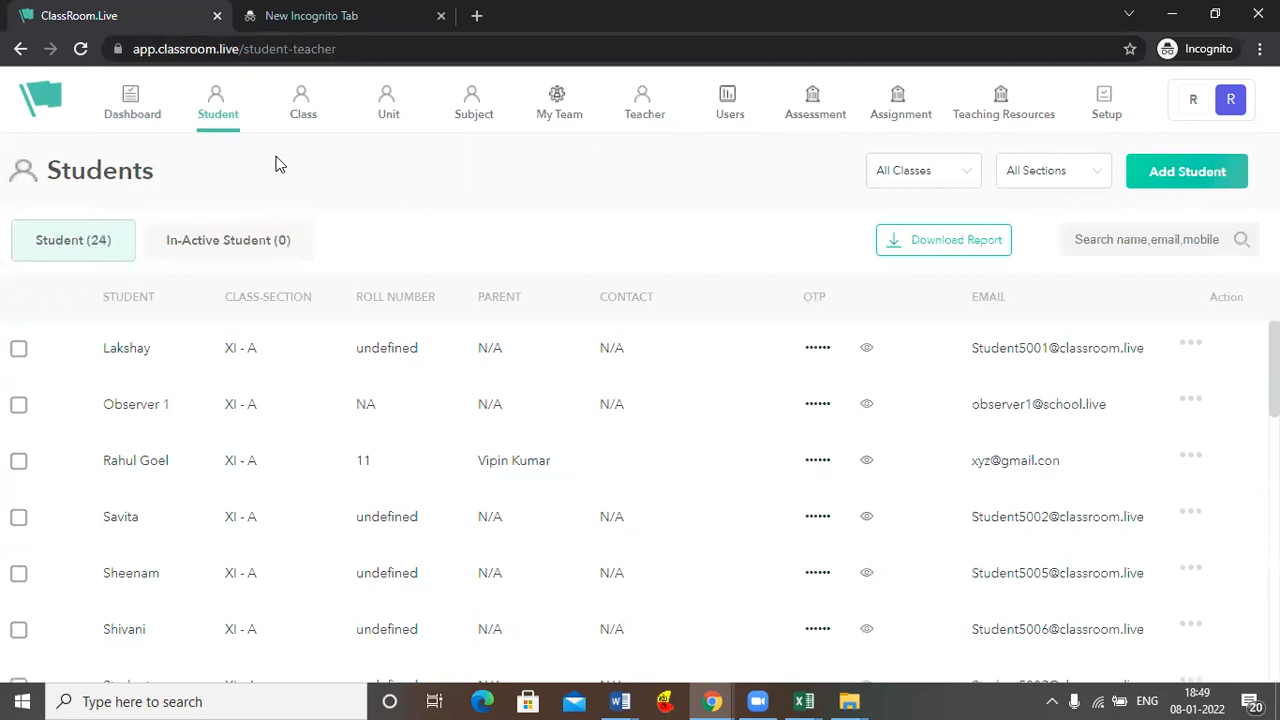 ClassRoom.Live
New Incognito Tab
app.classroom.live/student-teacher
Incognito
Dashboard
Student
Class
Unit
Subject
My Team
Teacher
Users
Assessment
Assignment
Teaching Resources
Setup
R
R
Students
All Classes
All Sections
Add Student
Student (24)
In-Active Student (0)
Download Report
Search name,email,mobile
STUDENT CLASS-SECTION ROLL NUMBER PARENT CONTACT OTP EMAIL Action
Lakshay XI - A undefined N/A N/A •••••• Student5001@classroom.live
Observer 1 XI - A NA N/A N/A •••••• observer1@school.live
Rahul Goel XI - A 11 Vipin Kumar •••••• xyz@gmail.con
Savita XI - A undefined N/A N/A •••••• Student5002@classroom.live
Sheenam XI - A undefined N/A N/A •••••• Student5005@classroom.live
Shivani XI - A undefined N/A N/A •••••• Student5006@classroom.live
Type here to search
ENG
18:49
08-01-2022
20